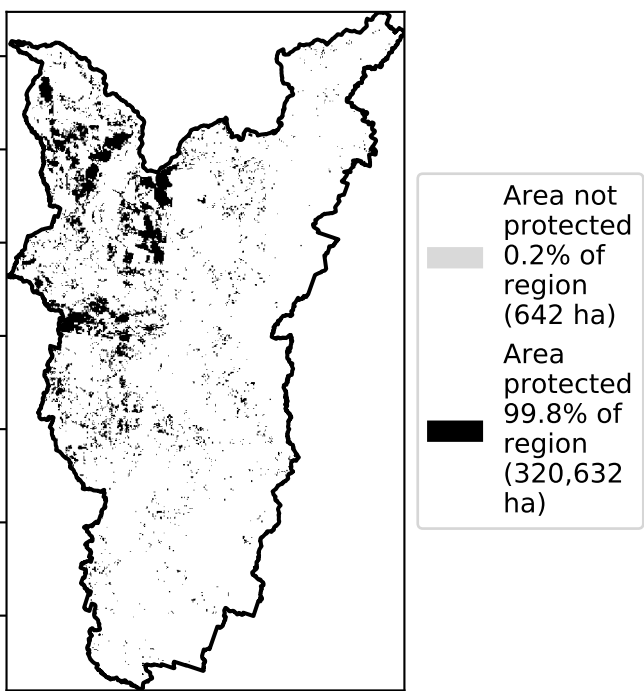 Area not
protected
0.2% of
region
(642 ha)
Area
protected
99.8% of
region
(320,632
ha)